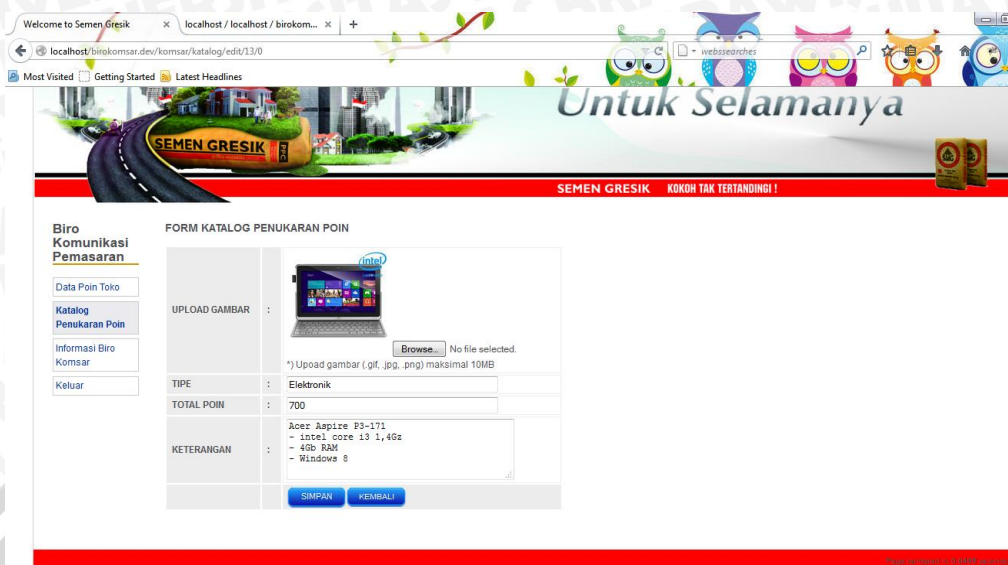 Welcome to Semen Gresik
localhost / localhost / birokom...
localhost/birokomsar.dev/komsar/katalog/edit/13/0
webssearches
Most Visited
Getting Started
Latest Headlines
Untuk Selamanya
SEMEN GRESIK
PPC
SEMEN GRESIK KOKOH TAK TERTANDINGI !
Biro
Komunikasi
Pemasaran
Data Poin Toko
Katalog
Penukaran Poin
Informasi Biro
Komsar
Keluar
FORM KATALOG PENUKARAN POIN
UPLOAD GAMBAR :
intel
Browse... No file selected.
*) Upoad gambar (.gif, .jpg, .png) maksimal 10MB
TIPE : Elektronik
TOTAL POIN : 700
KETERANGAN :
Acer Aspire P3-171
- intel core i3 1,4Gz
- 4Gb RAM
- Windows 8
SIMPAN KEMBALI